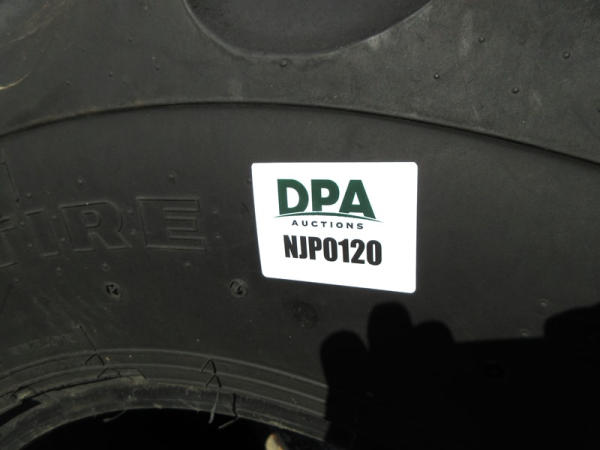 TIRE
DPA
AUCTIONS
NJP0120